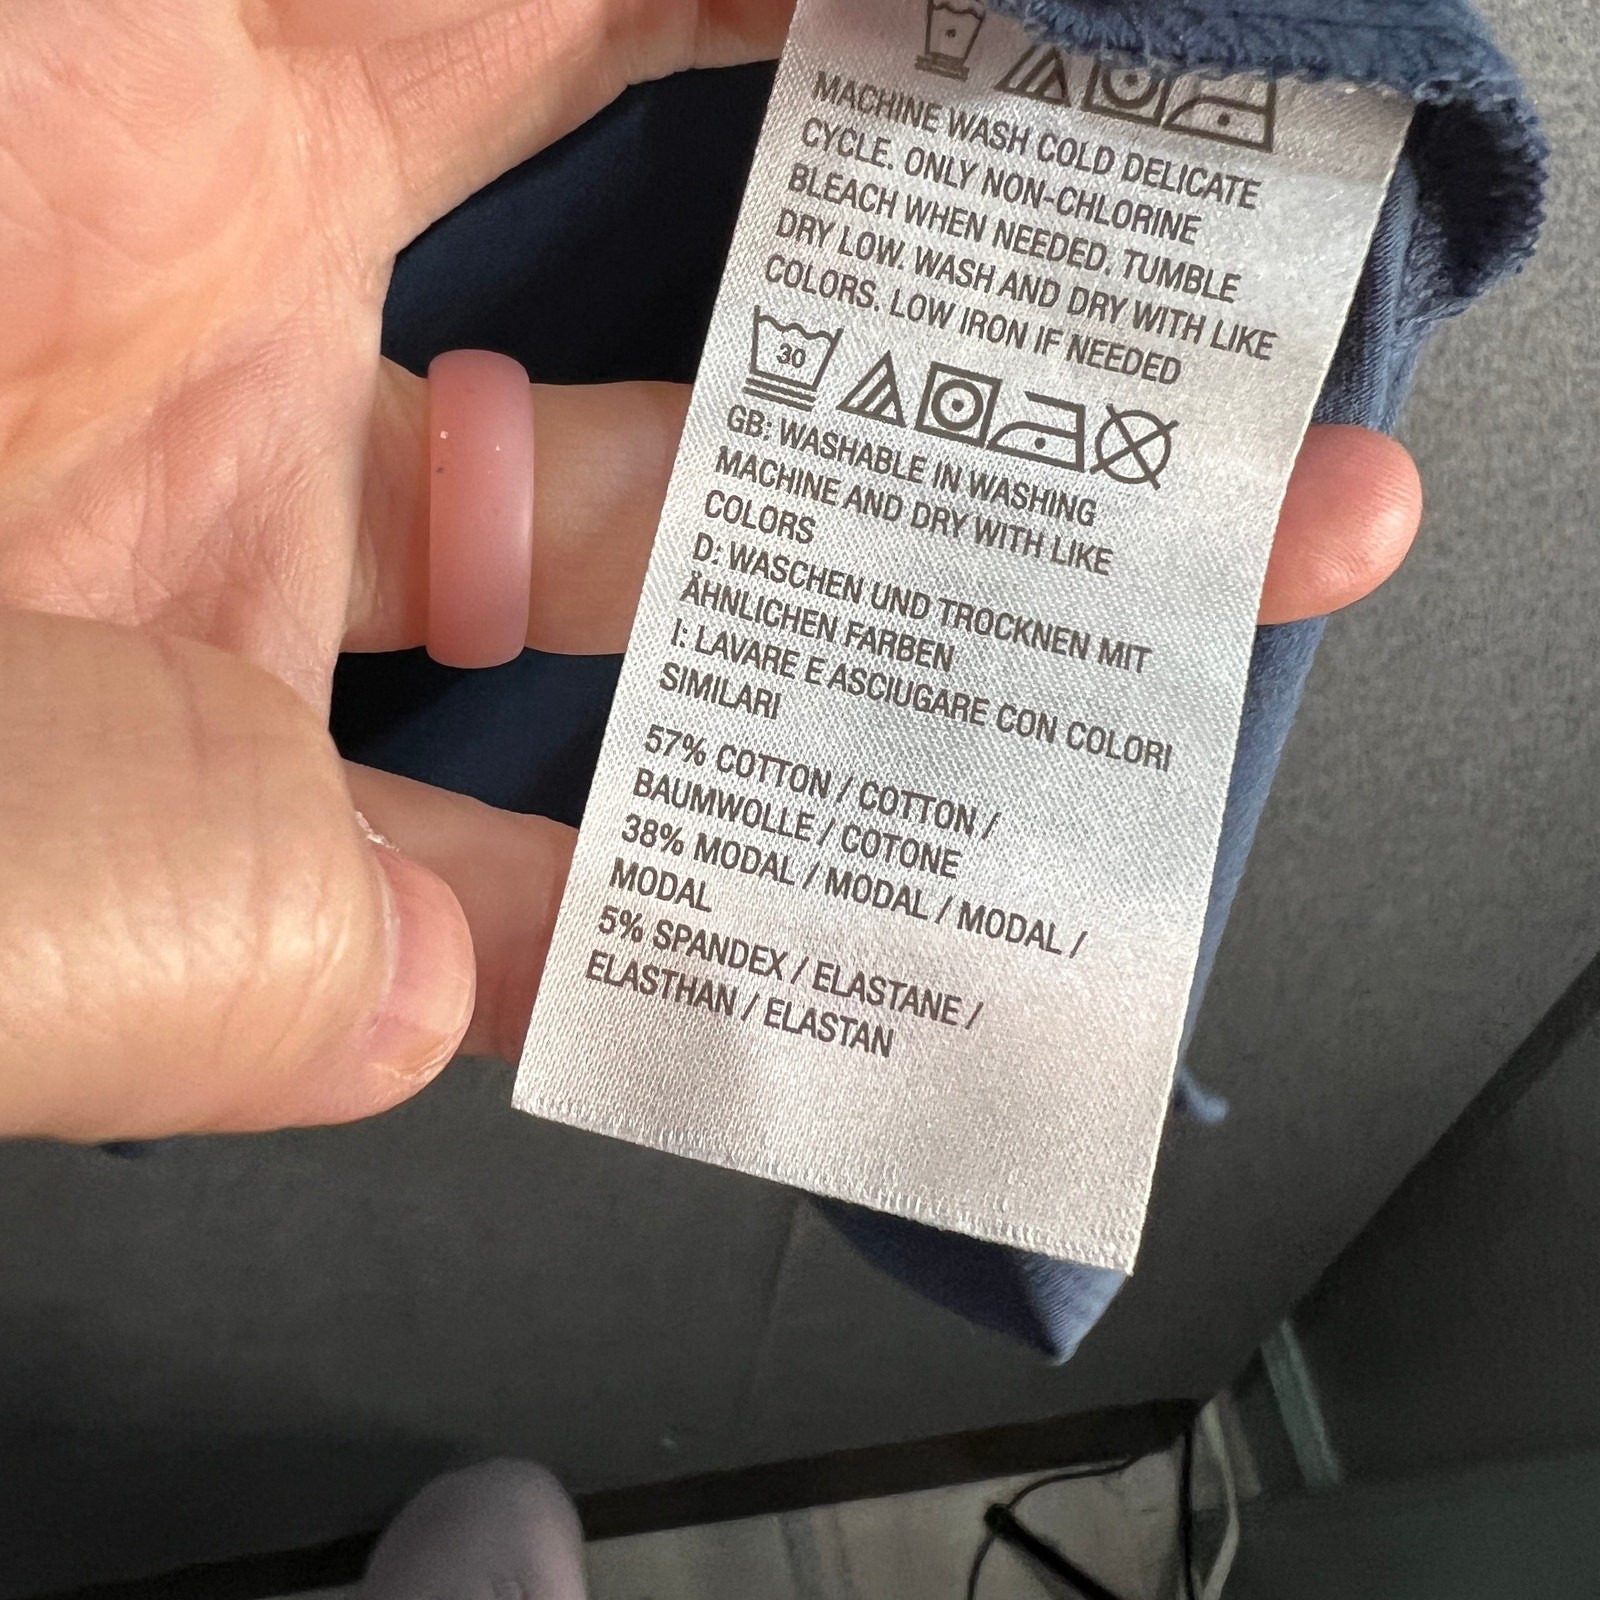 MACHINE WASH COLD DELICATE
CYCLE. ONLY NON-CHLORINE
BLEACH WHEN NEEDED. TUMBLE
DRY LOW. WASH AND DRY WITH LIKE
COLORS. LOW IRON IF NEEDED
30
GB: WASHABLE IN WASHING
MACHINE AND DRY WITH LIKE
COLORS
D: WASCHEN UND TROCKNEN MIT
ÄHNLICHEN FARBEN
I: LAVARE E ASCIUGARE CON COLORI
SIMILARI
57% COTTON / COTTON /
BAUMWOLLE / COTONE
38% MODAL / MODAL / MODAL /
MODAL
5% SPANDEX / ELASTANE /
ELASTHAN / ELASTAN